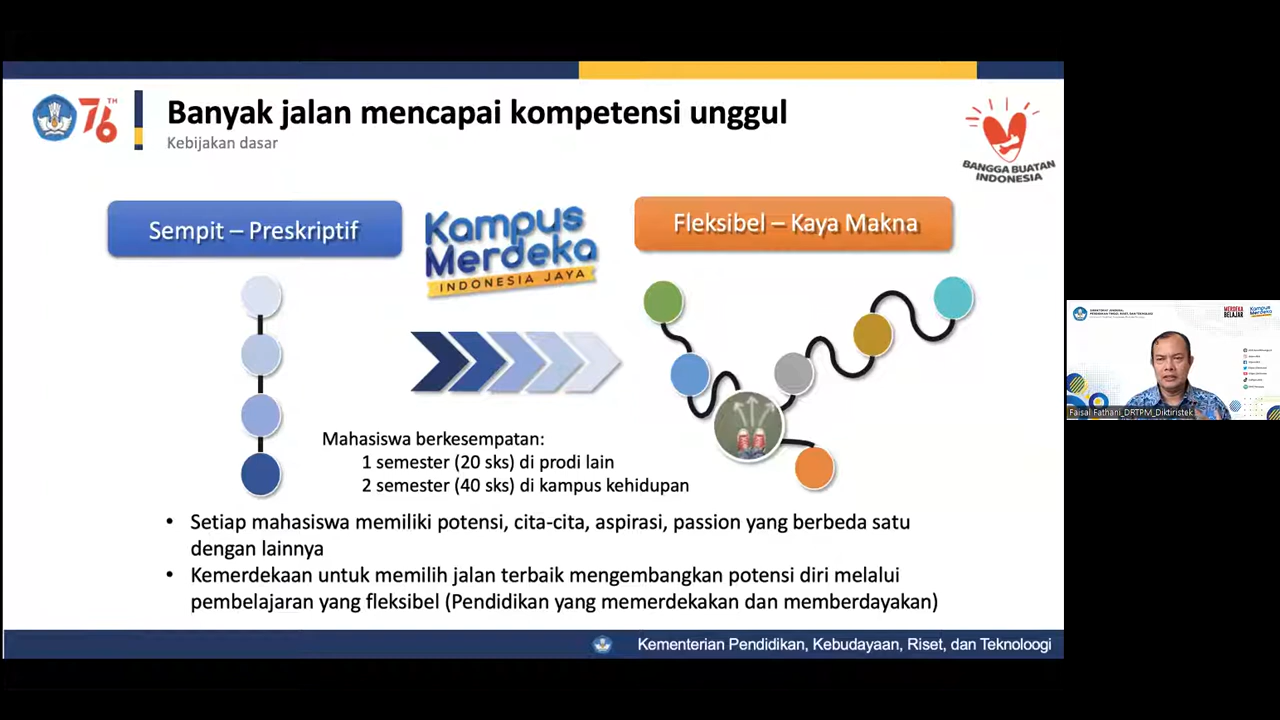 76
TH
Banyak jalan mencapai kompetensi unggul
Kebijakan dasar
BANGGA BUATAN
INDONESIA
Sempit – Preskriptif
Kampus
Merdeka
INDONESIA JAYA
Fleksibel – Kaya Makna
Mahasiswa berkesempatan:
1 semester (20 sks) di prodi lain
2 semester (40 sks) di kampus kehidupan
• Setiap mahasiswa memiliki potensi, cita-cita, aspirasi, passion yang berbeda satu
dengan lainnya
• Kemerdekaan untuk memilih jalan terbaik mengembangkan potensi diri melalui
pembelajaran yang fleksibel (Pendidikan yang memerdekakan dan memberdayakan)
Kementerian Pendidikan, Kebudayaan, Riset, dan Teknoloogi
MERDEKA
BELAJAR
Kampus
Merdeka
Faisal Fathani_DRTPM_Diktiristek